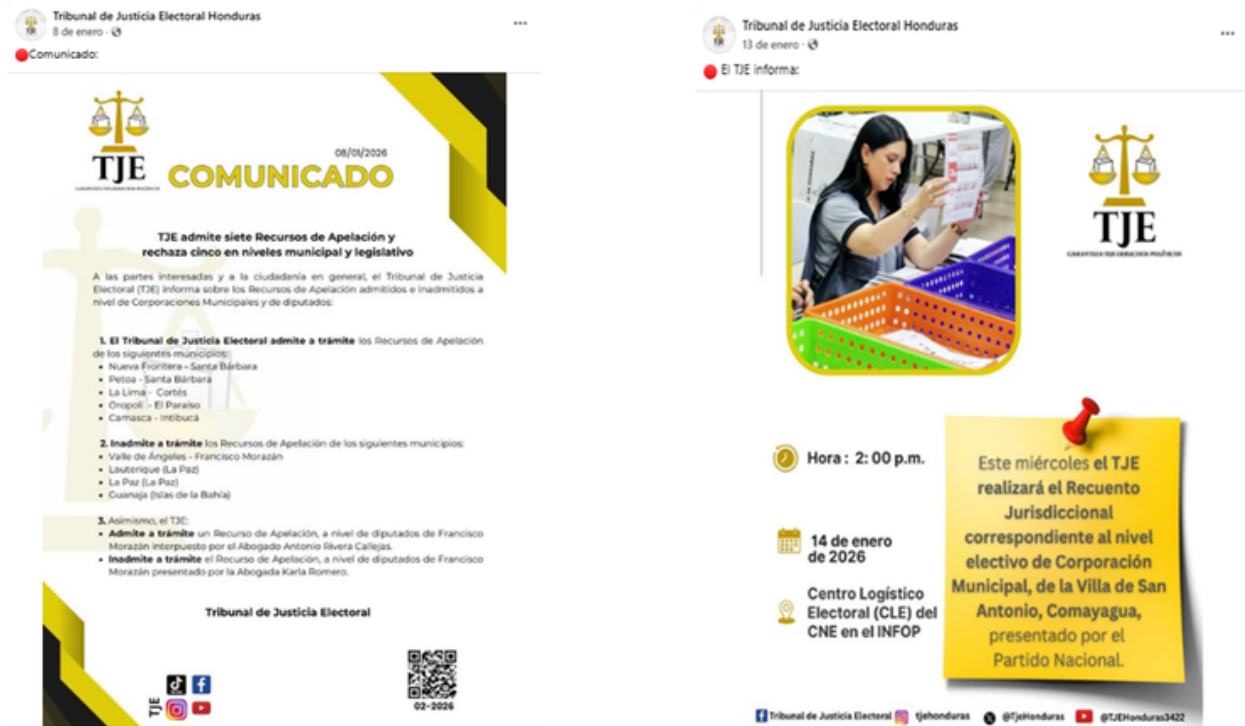 Tribunal de Justicia Electoral Honduras
8 de enero ·
Comunicado:
TJE
08/01/2026
COMUNICADO
TJE admite siete Recursos de Apelación y
rechaza cinco en niveles municipal y legislativo
A las partes interesadas y a la ciudadanía en general, el Tribunal de Justicia
Electoral (TJE) informa sobre los Recursos de Apelación admitidos e inadmitidos a
nivel de Corporaciones Municipales y de diputados:
1. El Tribunal de Justicia Electoral admite a trámite los Recursos de Apelación
de los siguientes municipios:
• Nueva Frontera - Santa Bárbara
• Petoa - Santa Bárbara
• La Lima - Cortés
• Oropolí - El Paraíso
• Camasca - Intibucá
2. Inadmite a trámite los Recursos de Apelación de los siguientes municipios:
• Valle de Ángeles - Francisco Morazán
• Lauterique (La Paz)
• La Paz (La Paz)
• Guanaja (Islas de la Bahía)
3. Asimismo, el TJE:
• Admite a trámite un Recurso de Apelación, a nivel de diputados de Francisco
Morazán interpuesto por el Abogado Antonio Rivera Callejas.
• Inadmite a trámite el Recurso de Apelación, a nivel de diputados de Francisco
Morazán presentado por la Abogada Karla Romero.
Tribunal de Justicia Electoral
TJE
02-2026
Tribunal de Justicia Electoral Honduras
13 de enero ·
El TJE informa:
TJE
GARANTIZA TUS DERECHOS POLÍTICOS
Hora : 2: 00 p.m.
14 de enero
de 2026
Centro Logístico
Electoral (CLE) del
CNE en el INFOP
Este miércoles el TJE
realizará el Recuento
Jurisdiccional
correspondiente al nivel
electivo de Corporación
Municipal, de la Villa de San
Antonio, Comayagua,
presentado por el
Partido Nacional.
Tribunal de Justicia Electoral tjehonduras @TjeHonduras @TJEHonduras3422